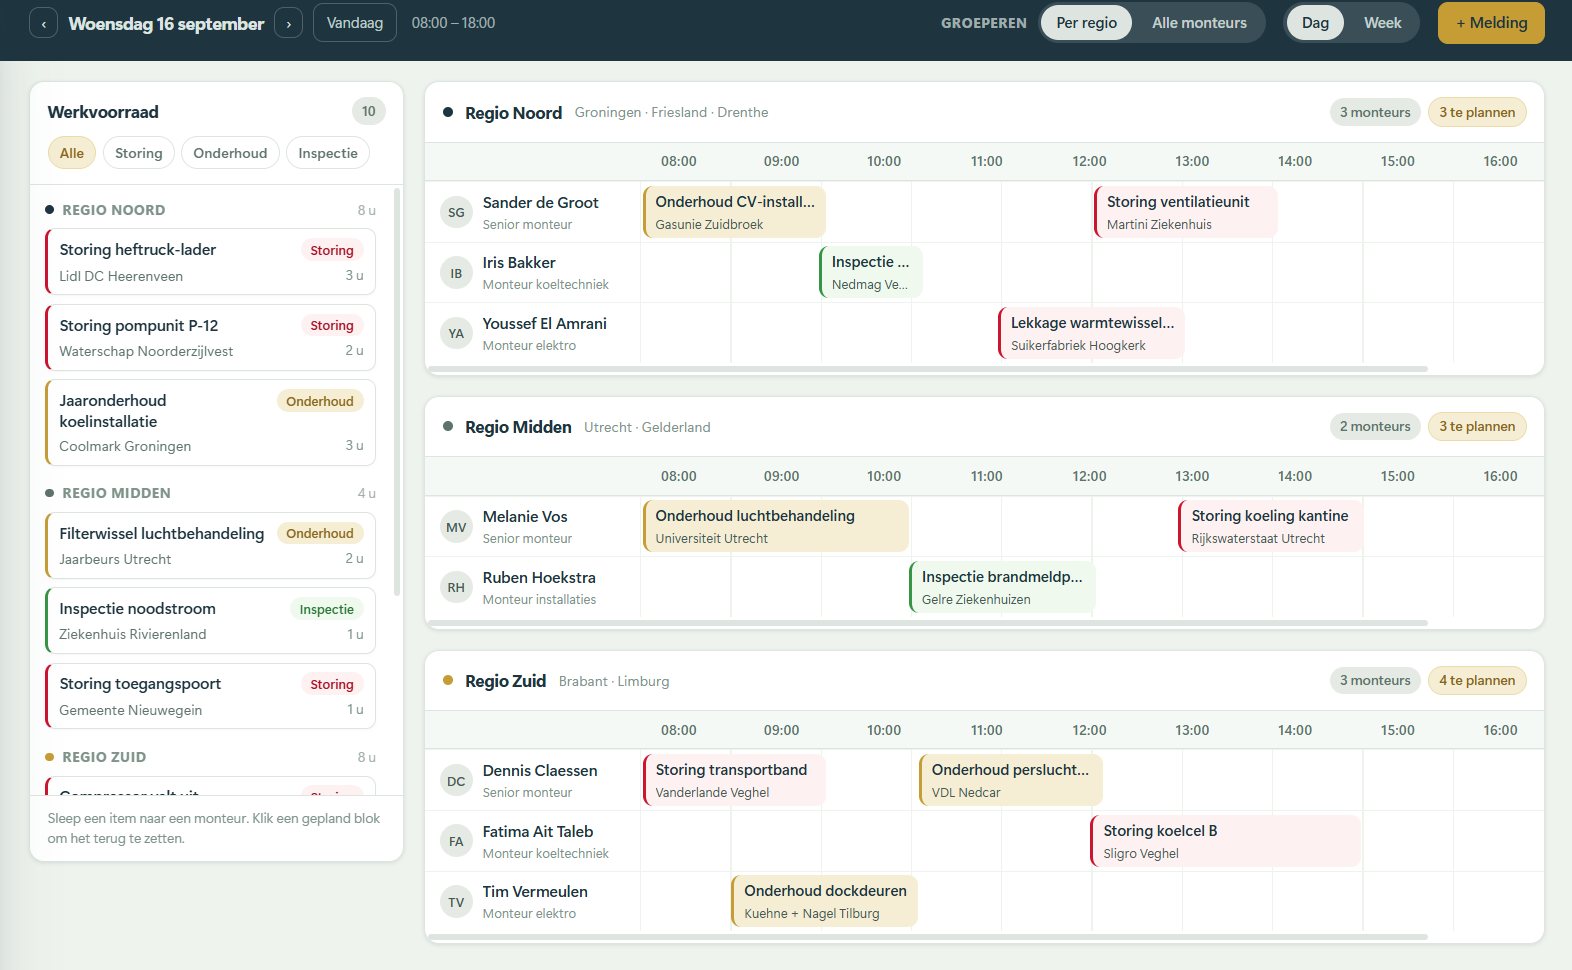 ‹ Woensdag 16 september › Vandaag 08:00 – 18:00
GROEPEREN Per regio Alle monteurs Dag Week + Melding
Werkvoorraad 10
Alle Storing Onderhoud Inspectie
REGIO NOORD 8 u
Storing heftruck-lader Storing
Lidl DC Heerenveen 3 u
Storing pompunit P-12 Storing
Waterschap Noorderzijlvest 2 u
Jaaronderhoud koelinstallatie Onderhoud
Coolmark Groningen 3 u
REGIO MIDDEN 4 u
Filterwissel luchtbehandeling Onderhoud
Jaarbeurs Utrecht 2 u
Inspectie noodstroom Inspectie
Ziekenhuis Rivierenland 1 u
Storing toegangspoort Storing
Gemeente Nieuwegein 1 u
REGIO ZUID 8 u
Sleep een item naar een monteur. Klik een gepland blok
om het terug te zetten.
Regio Noord Groningen · Friesland · Drenthe 3 monteurs 3 te plannen
08:00 09:00 10:00 11:00 12:00 13:00 14:00 15:00 16:00
SG Sander de Groot
Senior monteur
Onderhoud CV-install...
Gasunie Zuidbroek
Storing ventilatieunit
Martini Ziekenhuis
IB Iris Bakker
Monteur koeltechniek
Inspectie ...
Nedmag Ve...
YA Youssef El Amrani
Monteur elektro
Lekkage warmtewissel...
Suikerfabriek Hoogkerk
Regio Midden Utrecht · Gelderland 2 monteurs 3 te plannen
08:00 09:00 10:00 11:00 12:00 13:00 14:00 15:00 16:00
MV Melanie Vos
Senior monteur
Onderhoud luchtbehandeling
Universiteit Utrecht
Storing koeling kantine
Rijkswaterstaat Utrecht
RH Ruben Hoekstra
Monteur installaties
Inspectie brandmeldp...
Gelre Ziekenhuizen
Regio Zuid Brabant · Limburg 3 monteurs 4 te plannen
08:00 09:00 10:00 11:00 12:00 13:00 14:00 15:00 16:00
DC Dennis Claessen
Senior monteur
Storing transportband
Vanderlande Veghel
Onderhoud perslucht...
VDL Nedcar
FA Fatima Ait Taleb
Monteur koeltechniek
Storing koelcel B
Sligro Veghel
TV Tim Vermeulen
Monteur elektro
Onderhoud dockdeuren
Kuehne + Nagel Tilburg